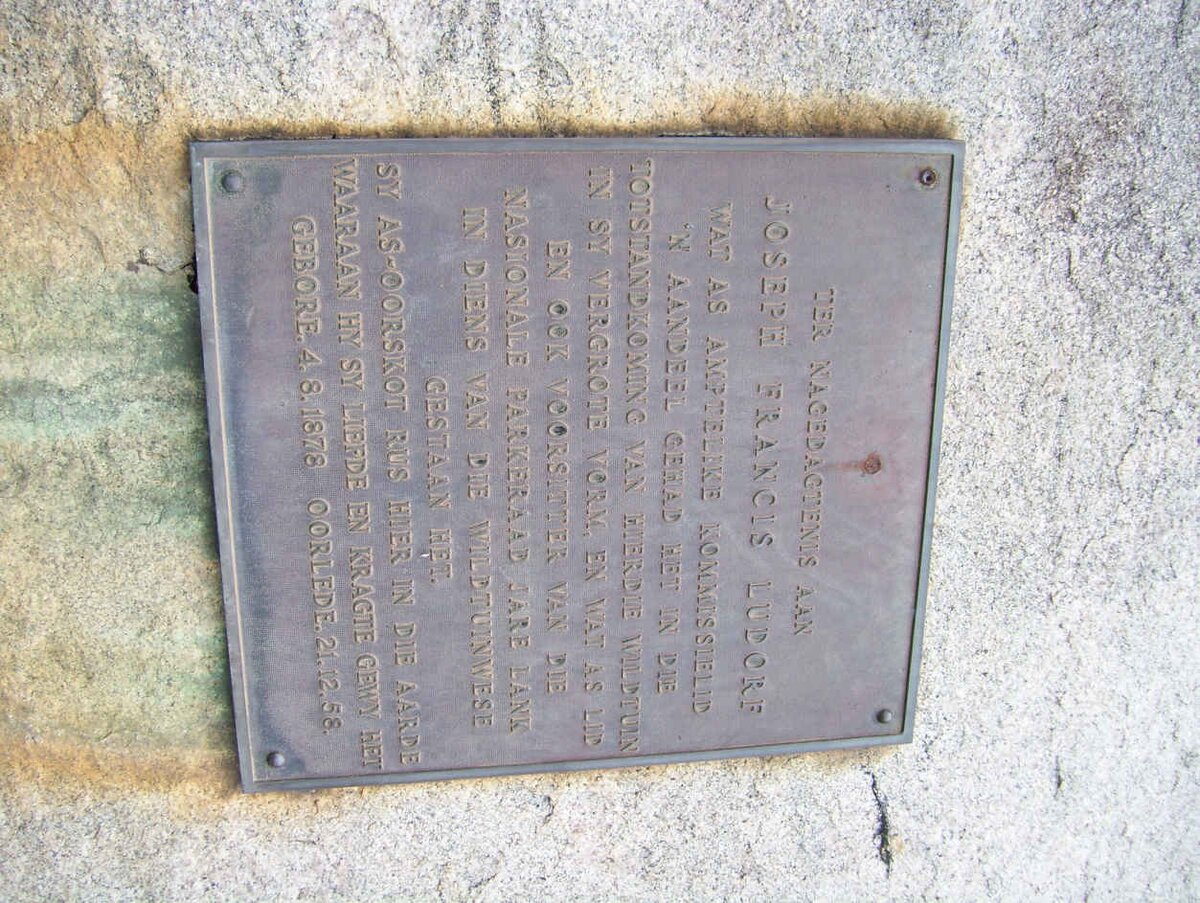 TER NAGEDAGTENIS AAN
JOSEPH FRANCIS LUDORF
WAT AS AMPTELIKE KOMMISSIELID
'N AANDEEL GEHAD HET IN DIE
TOTSTANDKOMING VAN HIERDIE WILDTUIN
IN SY VERGROTE VORM, EN WAT AS LID
EN OOK VOORSITTER VAN DIE
NASIONALE PARKERAAD JARE LANK
IN DIENS VAN DIE WILDTUINWESE
GESTAAN HET.
SY AS-OORSKOT RUS HIER IN DIE AARDE
WAARAAN HY SY LIEFDE EN KRAGTE GEWY HET
GEBORE. 4.8.1878 OORLEDE. 21.12.58.